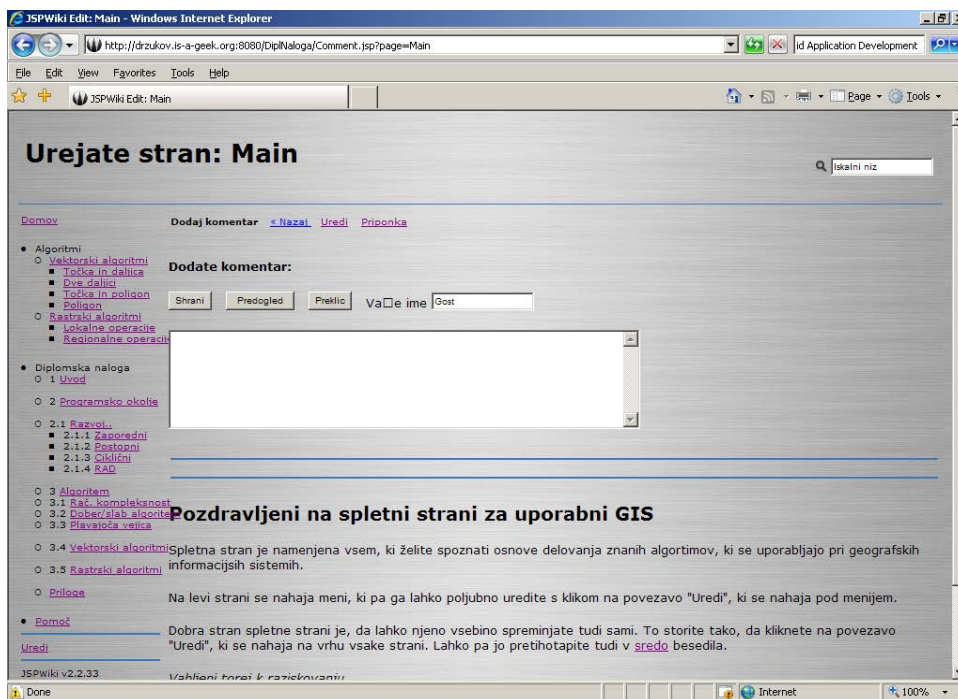 JSPWiki Edit: Main - Windows Internet Explorer
http://drzukov.is-a-geek.org:8080/DiplNaloga/Comment.jsp?page=Main
id Application Development
File Edit View Favorites Tools Help
JSPWiki Edit: Main
Page Tools
Urejate stran: Main
Iskalni niz
Domov
Dodaj komentar « Nazaj Uredi Priponka
Algoritmi
Vektorski algoritmi
Točka in daljica
Dve daljici
Točka in poligon
Poligon
Rastrski algoritmi
Lokalne operacije
Regionalne operacij
Dodate komentar:
Shrani Predogled Preklic Va□e ime Gost
Diplomska naloga
1 Uvod
2 Programsko okolje
2.1 Razvoj..
2.1.1 Zaporedni
2.1.2 Postopni
2.1.3 Ciklični
2.1.4 RAD
3 Algoritem
3.1 Rač. kompleksnost
3.2 Dober/slab algorite
3.3 Plavajoča vejica
3.4 Vektorski algoritmi
3.5 Rastrski algoritmi
Priloge
Pomoč
Uredi
JSPWiki v2.2.33
Pozdravljeni na spletni strani za uporabni GIS
Spletna stran je namenjena vsem, ki želite spoznati osnove delovanja znanih algortimov, ki se uporabljajo pri geografskih
informacijsih sistemih.
Na levi strani se nahaja meni, ki pa ga lahko poljubno uredite s klikom na povezavo "Uredi", ki se nahaja pod menijem.
Dobra stran spletne strani je, da lahko njeno vsebino spreminjate tudi sami. To storite tako, da kliknete na povezavo
"Uredi", ki se nahaja na vrhu vsake strani. Lahko pa jo pretihotapite tudi v sredo besedila.
Vabljeni torej k raziskovanju
Done
Internet
100%